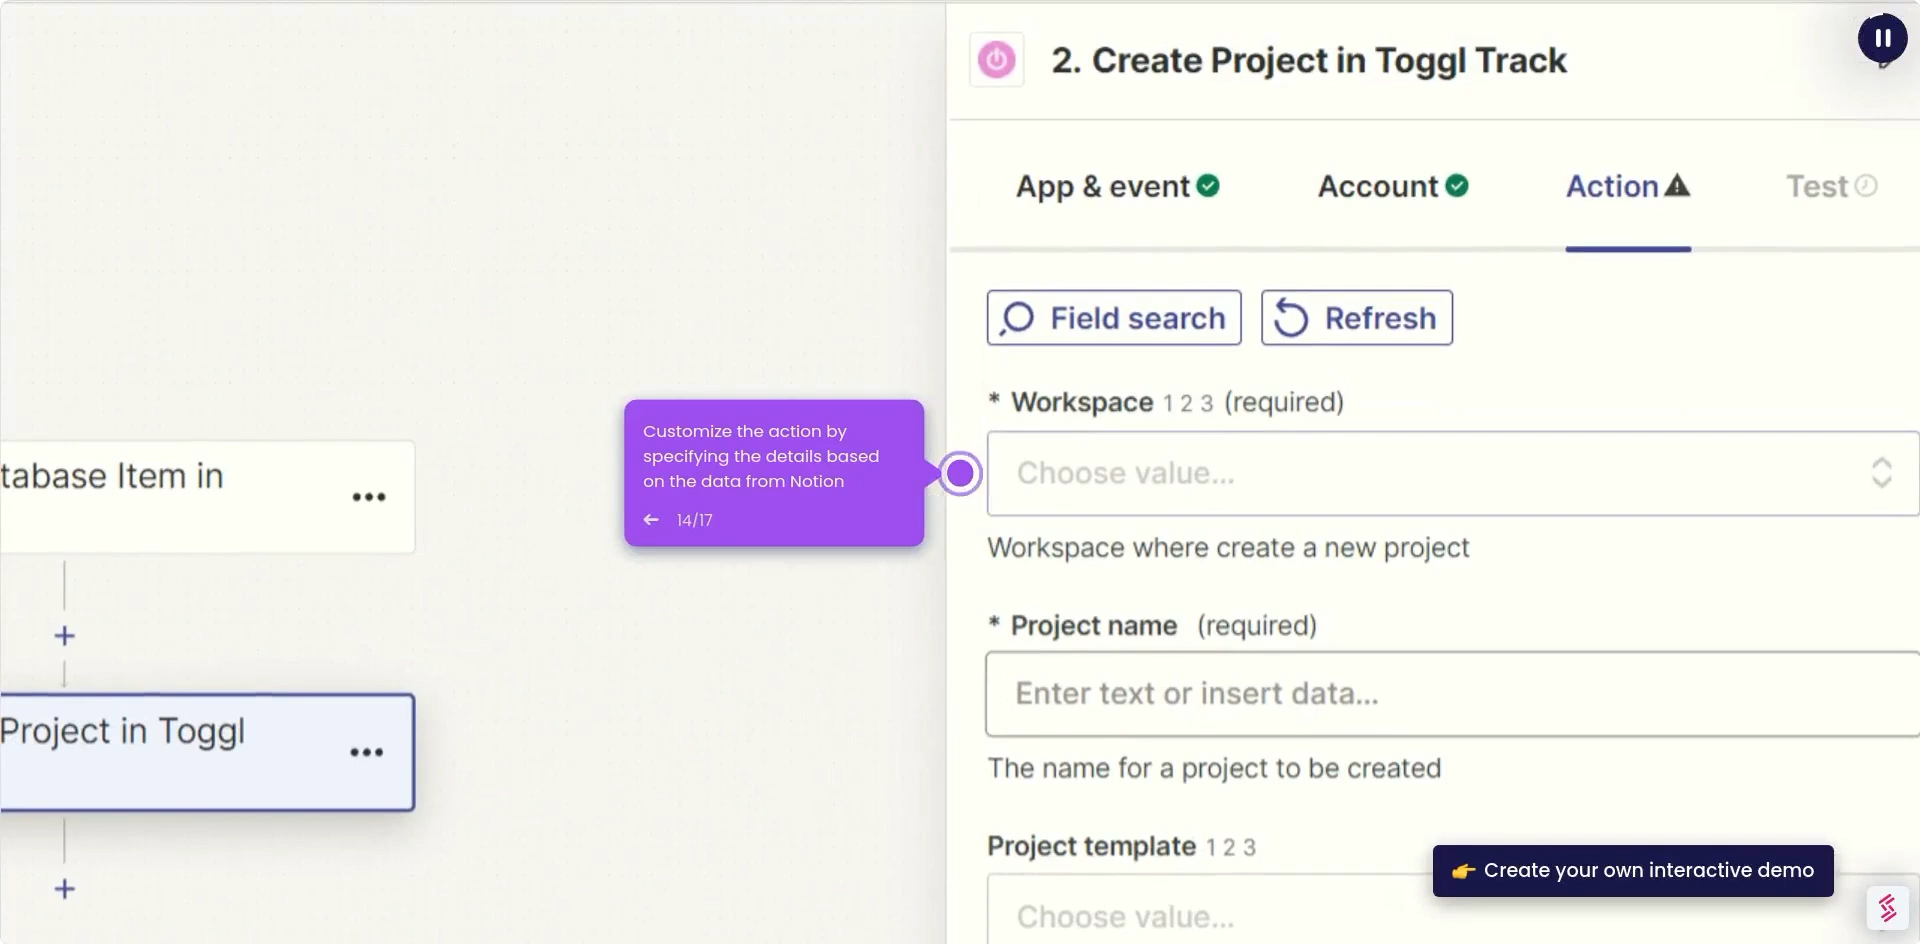 2. Create Project in Toggl Track
App & event
Account
Action
Test
Field search
Refresh
* Workspace 1 2 3 (required)
Choose value...
Workspace where create a new project
* Project name (required)
Enter text or insert data...
The name for a project to be created
Project template 1 2 3
Choose value...
tabase Item in
Project in Toggl
Customize the action by
specifying the details based
on the data from Notion
14/17
👉 Create your own interactive demo